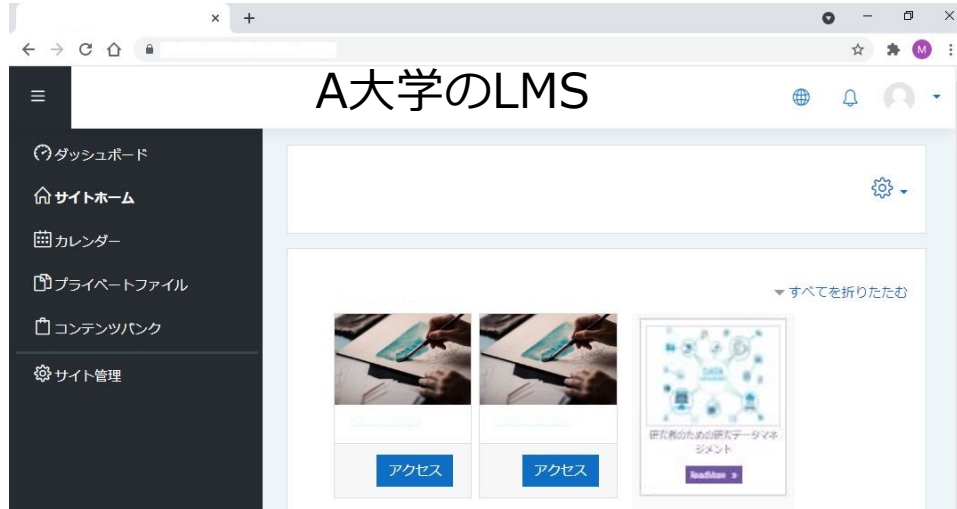 A大学のLMS
M
ダッシュボード
サイトホーム
カレンダー
プライベートファイル
コンテンツバンク
サイト管理
すべてを折りたたむ
アクセス
アクセス
DATA
研究者のための研究データマネ
ジメント
ReadMore »